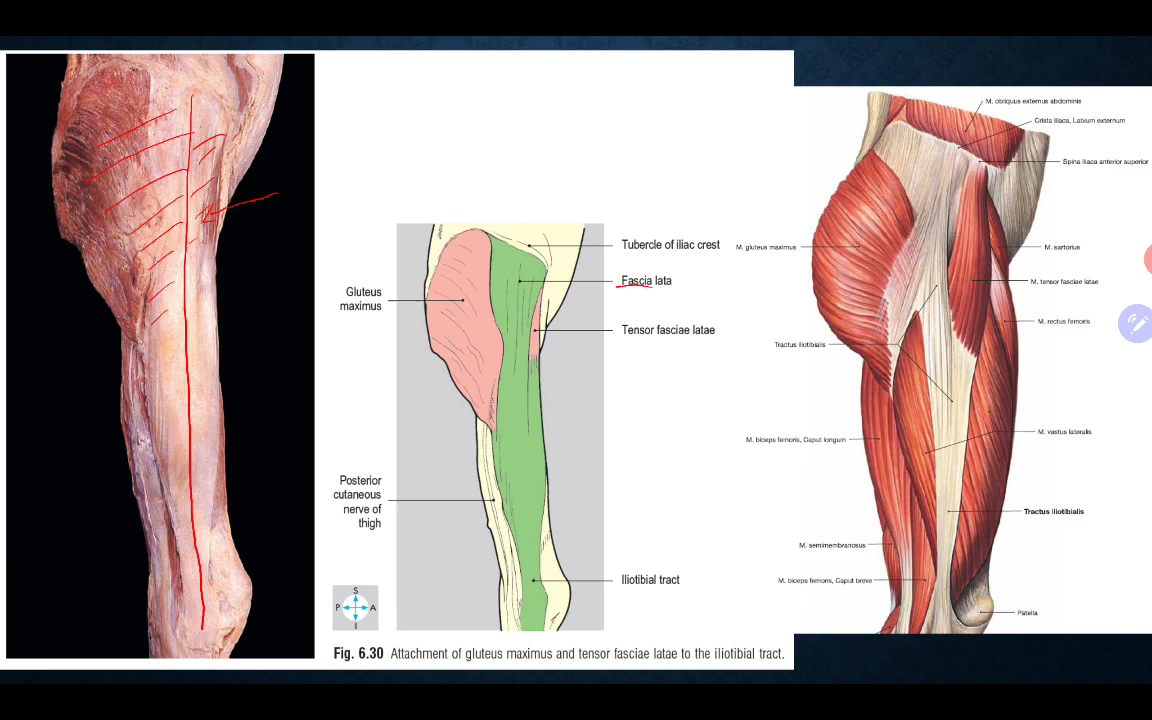 Tubercle of iliac crest
Fascia lata
Gluteus
maximus
Tensor fasciae latae
Posterior
cutaneous
nerve of
thigh
Iliotibial tract
S
P A
I
Fig. 6.30 Attachment of gluteus maximus and tensor fasciae latae to the iliotibial tract.
M. obliquus externus abdominis
Crista iliaca, Labium externum
Spina iliaca anterior superior
M. gluteus maximus
M. sartorius
M. tensor fasciae latae
M. rectus femoris
Tractus iliotibialis
M. vastus lateralis
M. biceps femoris, Caput longum
Tractus iliotibialis
M. semimembranosus
M. biceps femoris, Caput breve
Patella